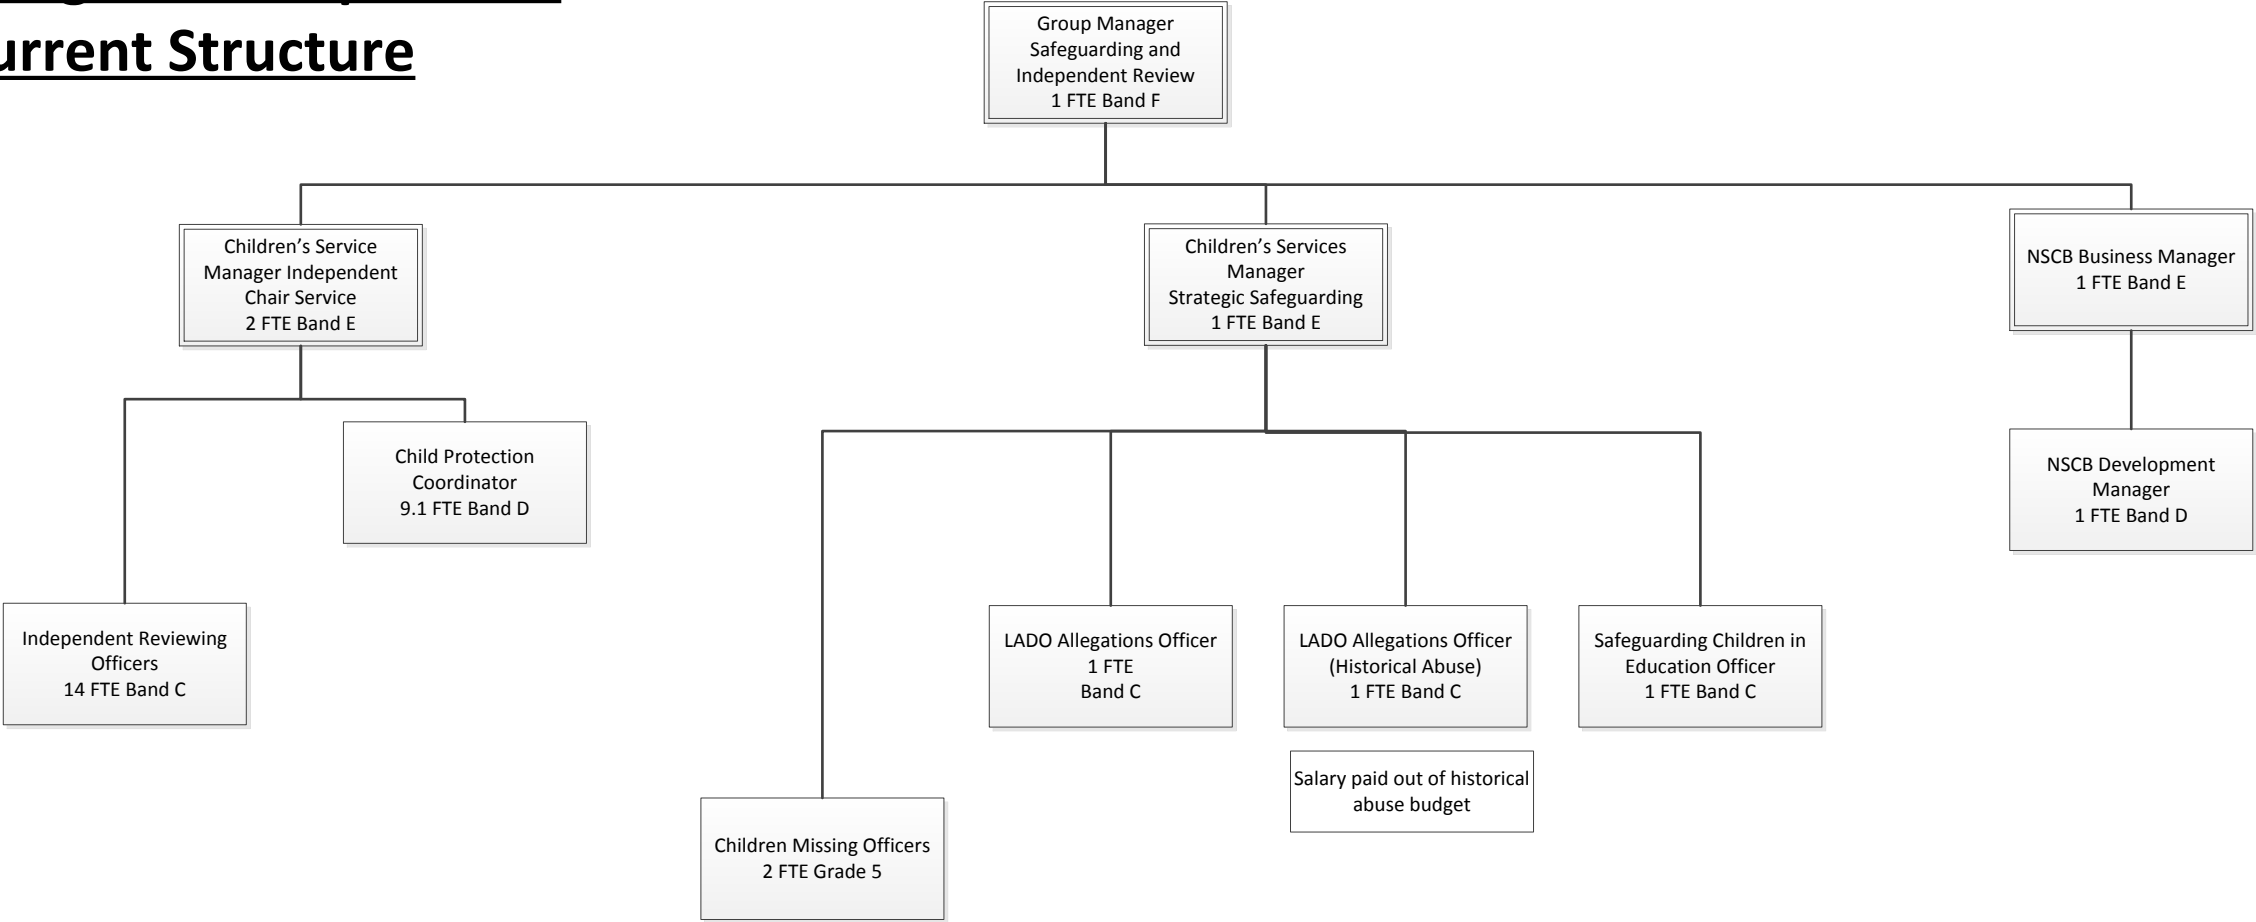 Structure
Group Manager
Safeguarding and
Independent Review
1 FTE Band F
Children’s Service
Manager Independent
Chair Service
2 FTE Band E
Children’s Services
Manager
Strategic Safeguarding
1 FTE Band E
NSCB Business Manager
1 FTE Band E
Child Protection
Coordinator
9.1 FTE Band D
NSCB Development
Manager
1 FTE Band D
Independent Reviewing
Officers
14 FTE Band C
LADO Allegations Officer
1 FTE
Band C
LADO Allegations Officer
(Historical Abuse)
1 FTE Band C
Safeguarding Children in
Education Officer
1 FTE Band C
Salary paid out of historical
abuse budget
Children Missing Officers
2 FTE Grade 5